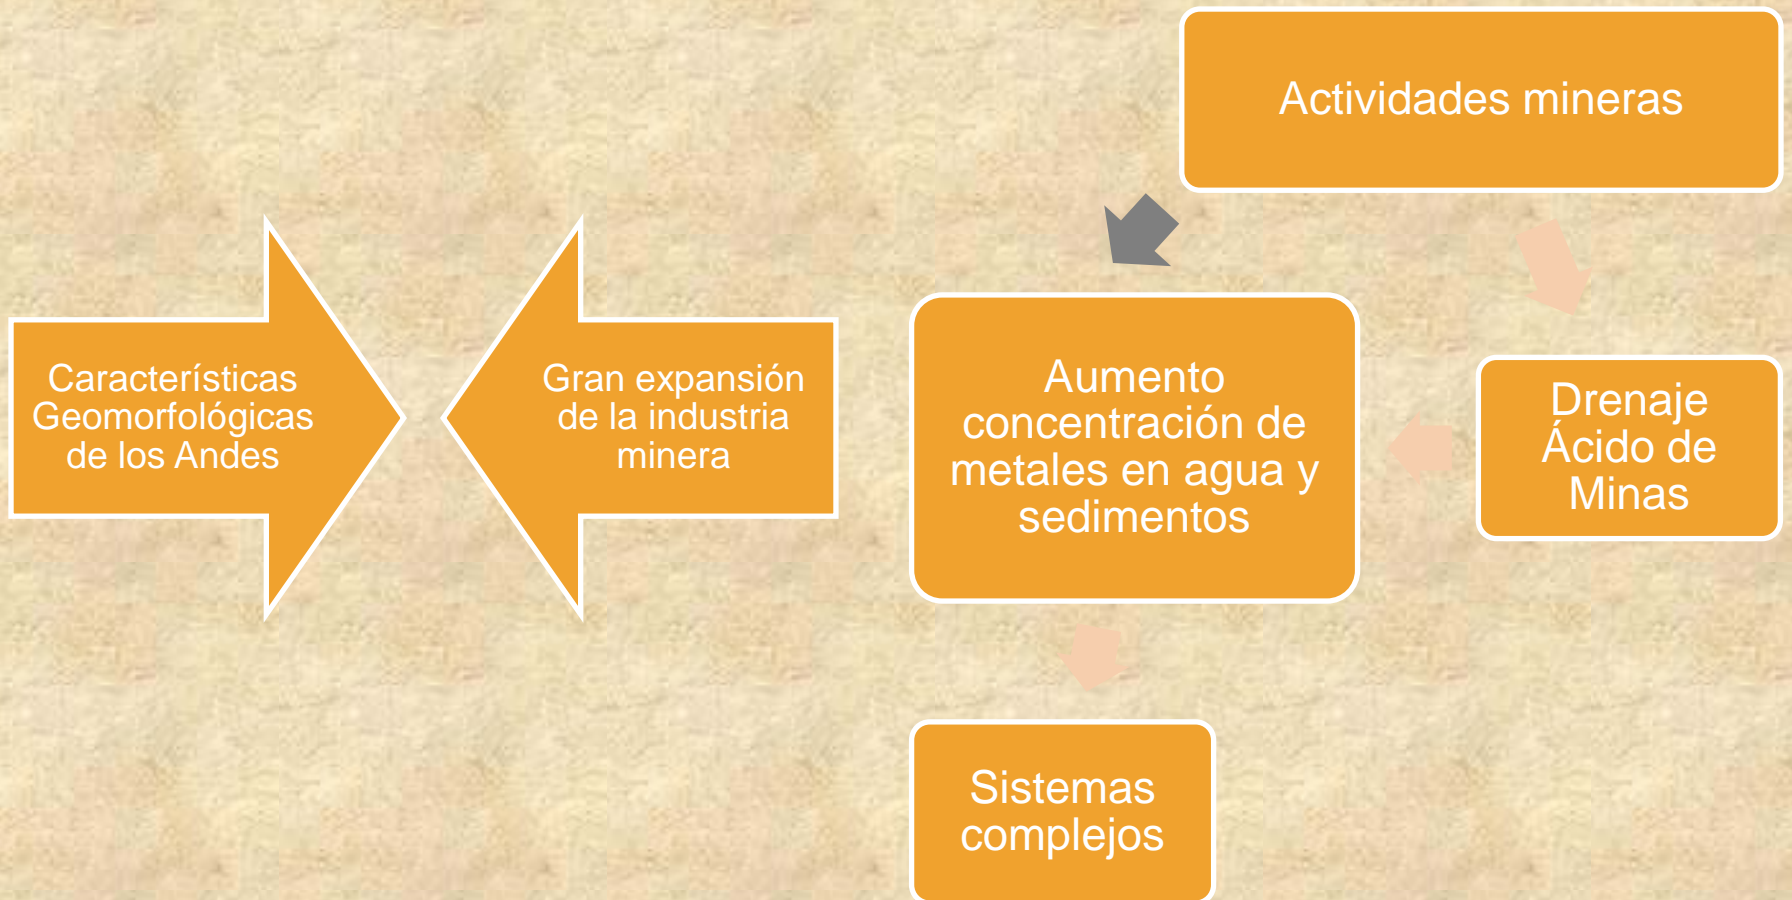 Actividades mineras
Características
Geomorfológicas
de los Andes
Gran expansión
de la industria
minera
Aumento
concentración de
metales en agua y
sedimentos
Drenaje
Ácido de
Minas
Sistemas
complejos